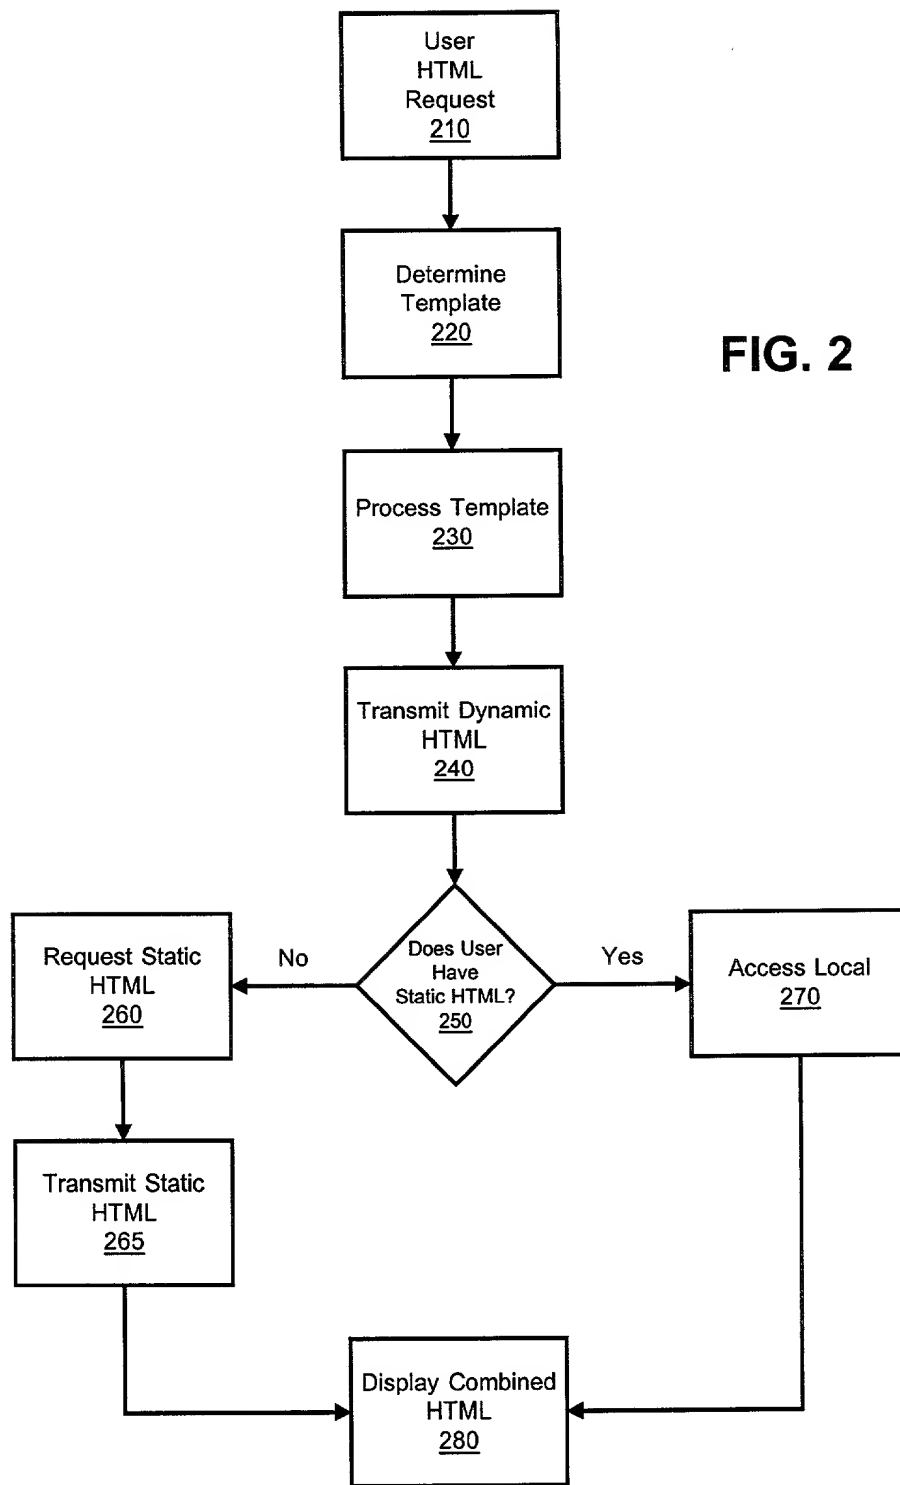 User
HTML
Request
210
Determine
Template
220
FIG. 2
Process Template
230
Transmit Dynamic
HTML
240
Does User
Have
Static HTML?
250
No
Yes
Request Static
HTML
260
Access Local
270
Transmit Static
HTML
265
Display Combined
HTML
280